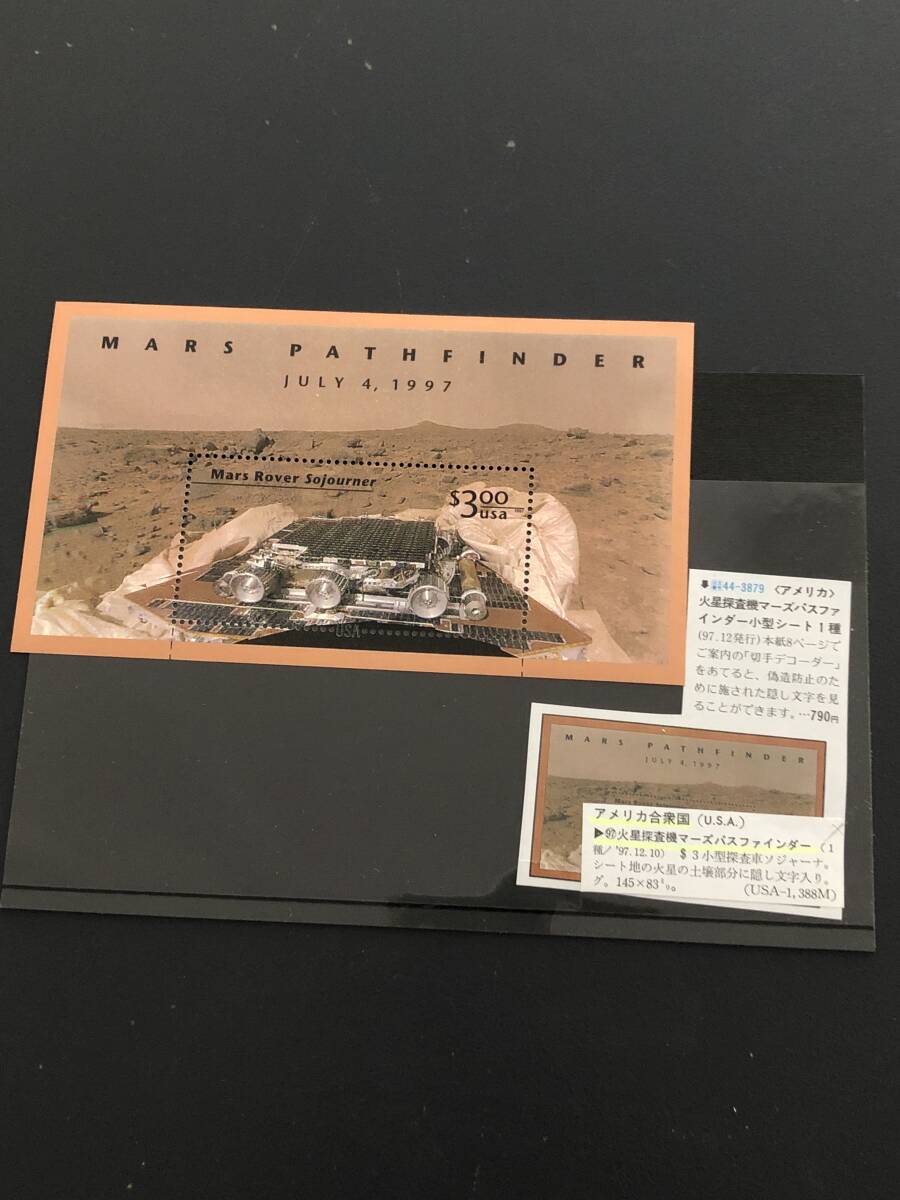 MARS PATHFINDER
JULY 4, 1997
Mars Rover Sojourner
$3.00
usa
USA
44-3879 〈アメリカ〉
火星探査機マーズパスファ
インダー小型シート1種
(97.12発行)本紙8ページで
ご案内の「切手デコーダー」
をあてると、偽造防止のた
めに施された隠し文字を見
ることができます。…790円
MARS PATHFINDER
JULY 4, 1997
Mars Rover Sojourner
アメリカ合衆国 (U.S.A.)
▶97火星探査機マーズパスファインダー(1
種/'97.12.10) $3小型探査車ソジャーナ。
シート地の火星の土壌部分に隠し文字入り。
グ。145×83
(USA-1,388M)